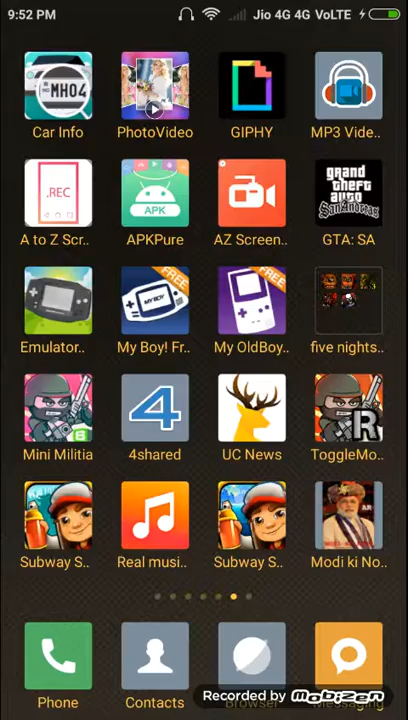 9:52 PM
Jio 4G 4G VoLTE
MH04
Car Info
PhotoVideo
GIPHY
MP3 Vide..
.REC
APK
grand
theft
auto
SanAndreas
A to Z Scr..
APKPure
AZ Screen..
GTA: SA
FREE
MY BOY!
FREE
Emulator..
My Boy! Fr..
My OldBoy..
five nights..
4
R
Mini Militia
4shared
UC News
ToggleMo..
Subway S..
Real musi..
Subway S..
Modi ki No..
Phone
Contacts
Browser
Messaging
Recorded by Mobizen